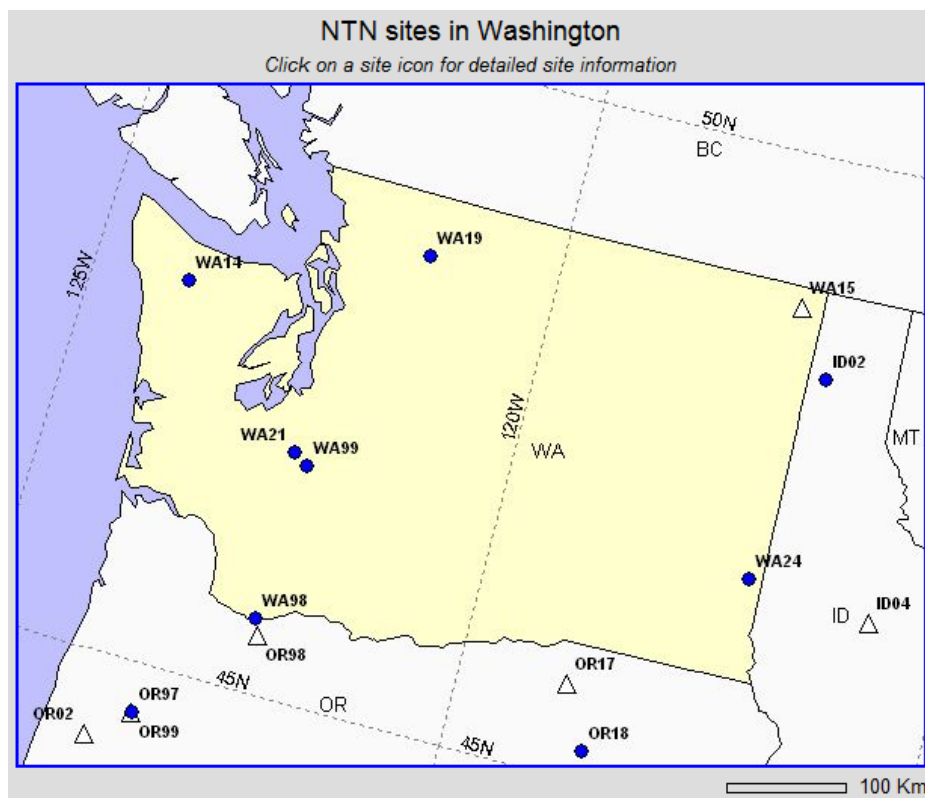 NTN sites in Washington
Click on a site icon for detailed site information
50N
BC
WA19
WA14
125W
WA15
ID02
120W
MT
WA21
WA99
WA
WA24
WA98
ID04
ID
OR98
OR17
45N
OR97
OR
OR02
OR99
OR18
45N
100 Km